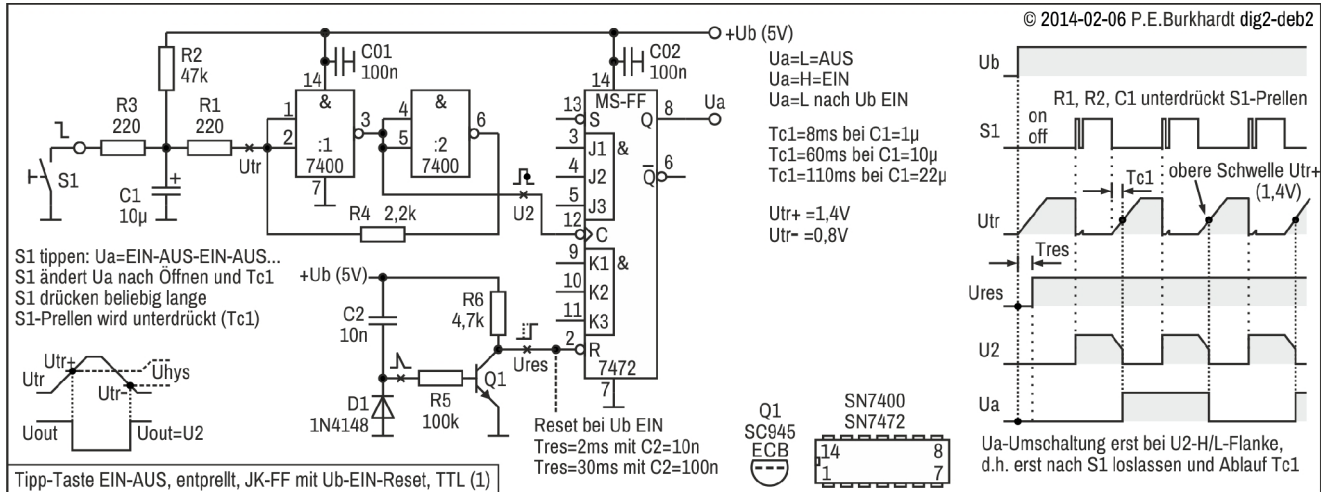 © 2014-02-06 P.E.Burkhardt dig2-deb2
+Ub (5V)
R2
47k
R3
220
R1
220
S1
C1
10µ
+
Utr
C01
100n
14
1
2
&
3
:1
7400
7
4
5
&
6
:2
7400
R4 2,2k
U2
C02
100n
14
MS-FF
13
S
Q
8
Ua
3
J1
&
4
J2
5
J3
Q
6
12
C
9
K1
&
10
K2
11
K3
2
R
7472
7
Ua=L=AUS
Ua=H=EIN
Ua=L nach Ub EIN
Tc1=8ms bei C1=1µ
Tc1=60ms bei C1=10µ
Tc1=110ms bei C1=22µ
Utr+ =1,4V
Utr- =0,8V
S1 tippen: Ua=EIN-AUS-EIN-AUS...
S1 ändert Ua nach Öffnen und Tc1
S1 drücken beliebig lange
S1-Prellen wird unterdrückt (Tc1)
+Ub (5V)
C2
10n
D1
1N4148
R5
100k
R6
4,7k
Q1
Ures
Reset bei Ub EIN
Tres=2ms mit C2=10n
Tres=30ms mit C2=100n
Utr+
Utr
Uhys
Utr-
Uout
Uout=U2
Q1
SC945
ECB
SN7400
SN7472
14
8
1
7
Ub
R1, R2, C1 unterdrückt S1-Prellen
S1
on
off
Tc1
obere Schwelle Utr+
(1,4V)
Utr
Tres
Ures
U2
Ua
Ua-Umschaltung erst bei U2-H/L-Flanke,
d.h. erst nach S1 loslassen und Ablauf Tc1
Tipp-Taste EIN-AUS, entprellt, JK-FF mit Ub-EIN-Reset, TTL (1)